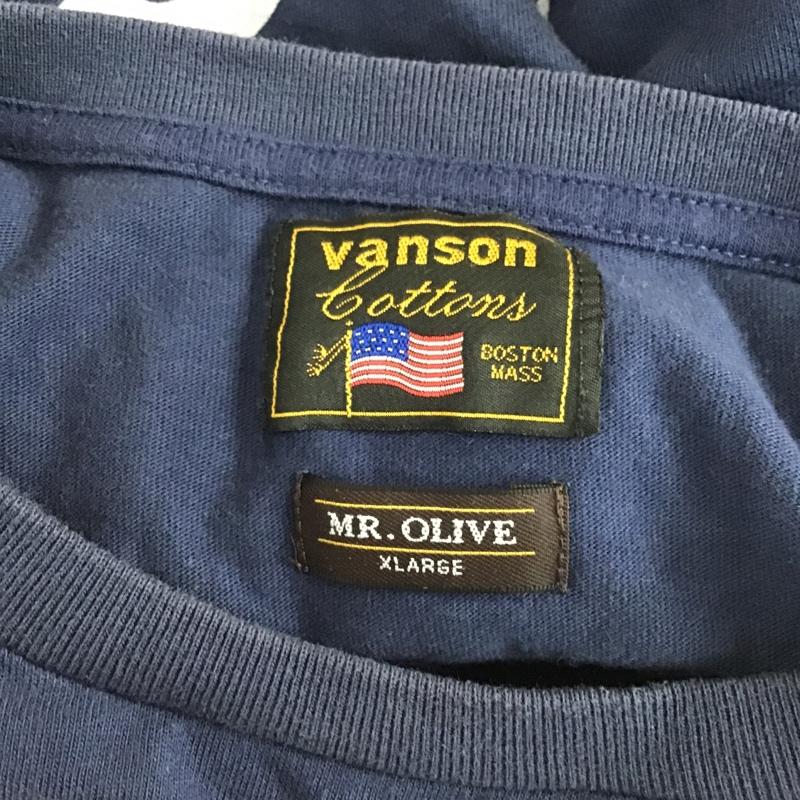 vanson
Cottons
BOSTON
MASS
MR. OLIVE
XLARGE